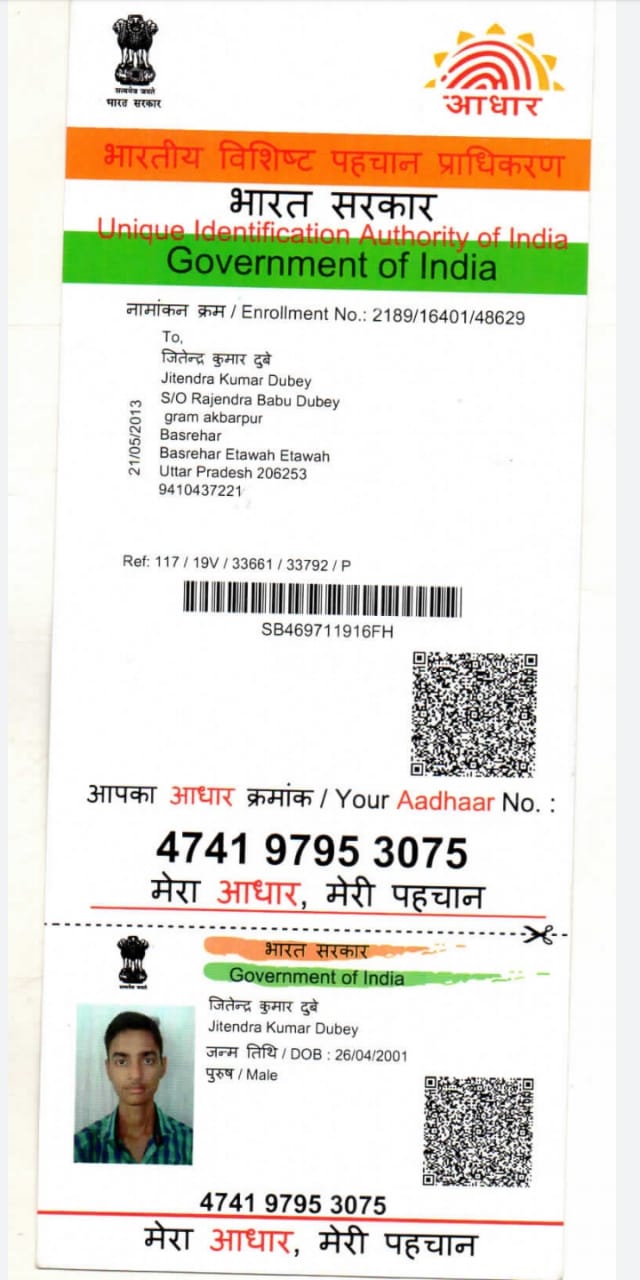 सत्यमेव जयते
भारत सरकार
आधार
भारतीय विशिष्ट पहचान प्राधिकरण
भारत सरकार
Unique Identification Authority of India
Government of India
नामांकन क्रम / Enrollment No.: 2189/16401/48629
To,
जितेन्द्र कुमार दुबे
Jitendra Kumar Dubey
S/O Rajendra Babu Dubey
gram akbarpur
Basrehar
Basrehar Etawah Etawah
Uttar Pradesh 206253
9410437221
21/05/2013
Ref: 117 / 19V / 33661 / 33792 / P
SB469711916FH
आपका आधार क्रमांक / Your Aadhaar No. :
4741 9795 3075
मेरा आधार, मेरी पहचान
भारत सरकार
Government of India
जितेन्द्र कुमार दुबे
Jitendra Kumar Dubey
जन्म तिथि / DOB : 26/04/2001
पुरुष / Male
4741 9795 3075
मेरा आधार, मेरी पहचान